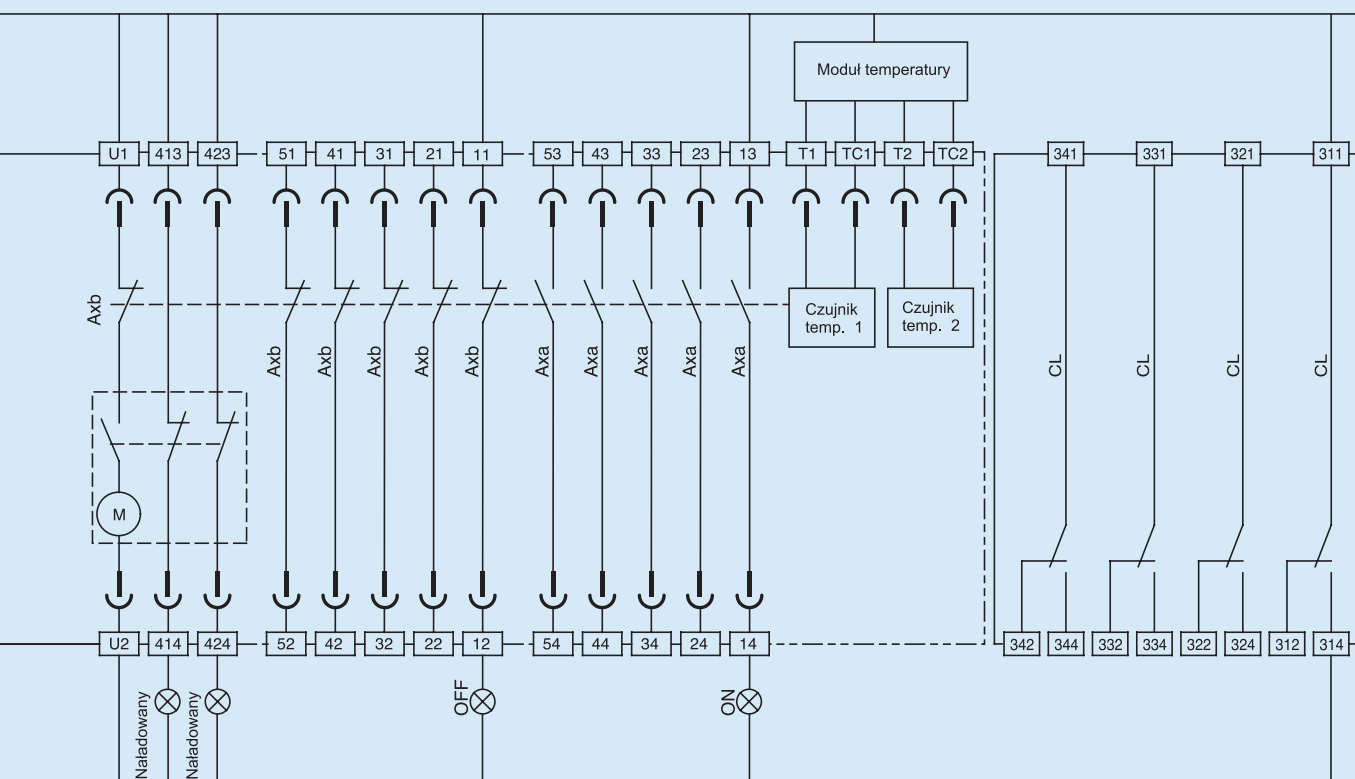 Moduł temperatury
U1 413 423 51 41 31 21 11 53 43 33 23 13 T1 TC1 T2 TC2 341 331 321 311
Axb
Czujnik
temp. 1
Czujnik
temp. 2
Axb Axb Axb Axb Axb Axa Axa Axa Axa Axa CL CL CL CL
M
U2 414 424 52 42 32 22 12 54 44 34 24 14 342 344 332 334 322 324 312 314
Naładowany Naładowany OFF ON